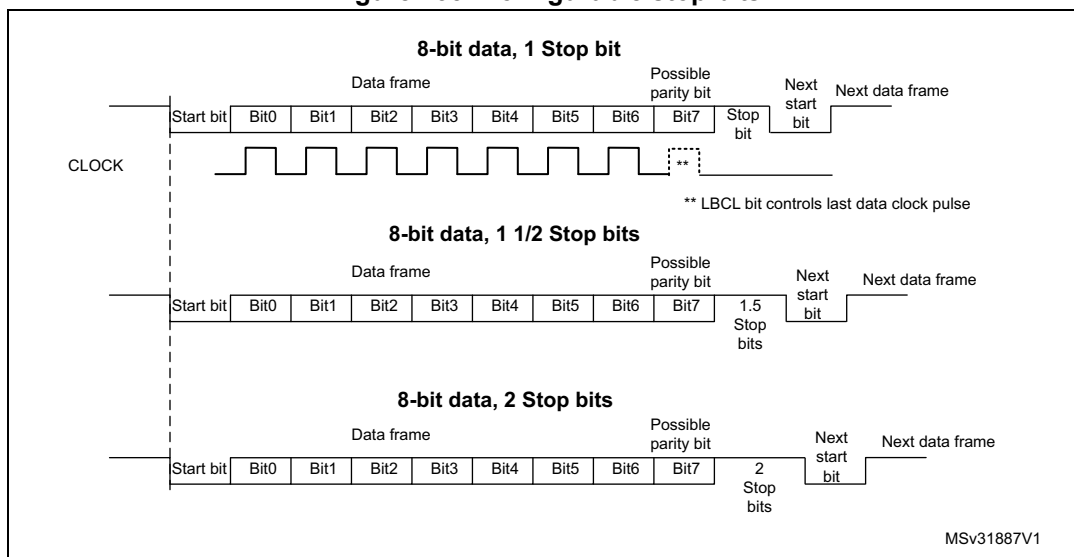 8-bit data, 1 Stop bit
Data frame
Possible
parity bit
Next
start
bit
Next data frame
Start bit Bit0 Bit1 Bit2 Bit3 Bit4 Bit5 Bit6 Bit7 Stop
bit
CLOCK
**
** LBCL bit controls last data clock pulse
8-bit data, 1 1/2 Stop bits
Data frame
Possible
parity bit
Next
start
bit
Next data frame
Start bit Bit0 Bit1 Bit2 Bit3 Bit4 Bit5 Bit6 Bit7 1.5
Stop
bits
8-bit data, 2 Stop bits
Data frame
Possible
parity bit
Next
start
bit
Next data frame
Start bit Bit0 Bit1 Bit2 Bit3 Bit4 Bit5 Bit6 Bit7 2
Stop
bits
MSv31887V1